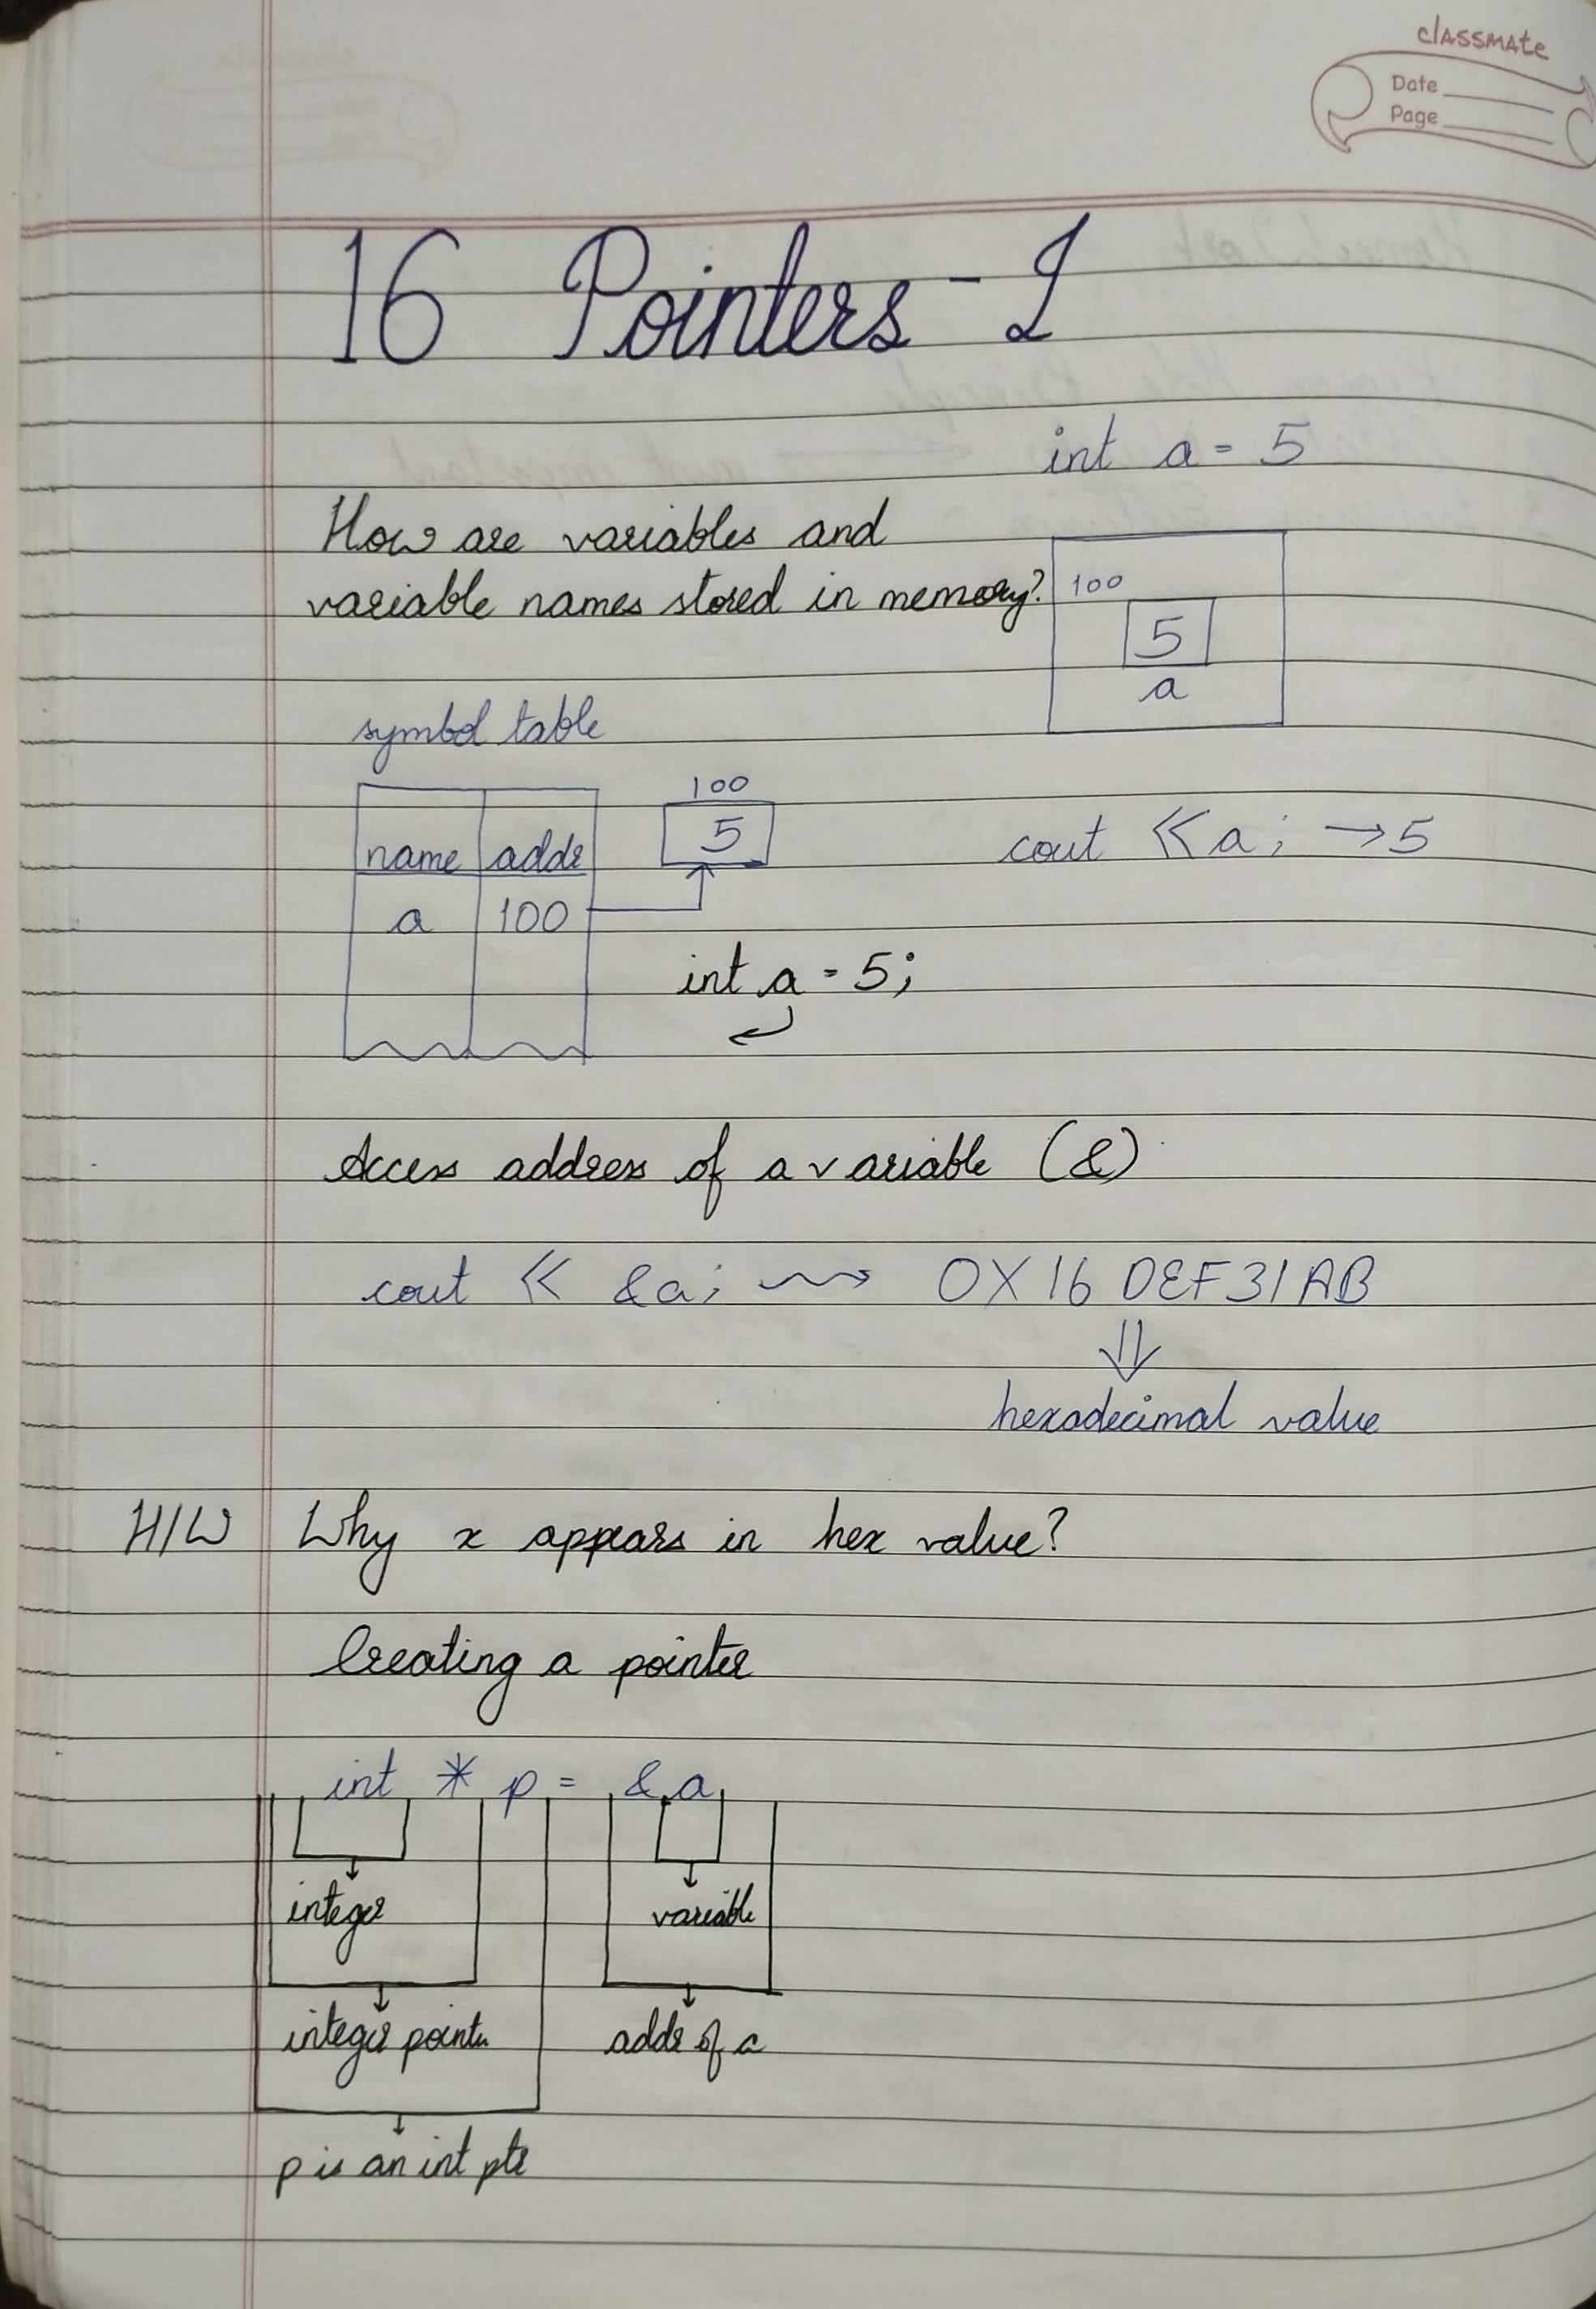 classmate
Date
Page
16 Pointers - I
int a = 5
How are variables and
variable names stored in memory?
100
5
a
symbol table
100
name addr 5
cout << a; → 5
a 100
int a = 5;
Access address of a variable (&)
cout << &a; ⇝ 0X16 DEF31AB
⇓
hexadecimal value
H/W Why x appears in hex value?
Creating a pointer
int * p = &a
integer variable
integer pointer addr of a
p is an int ptr